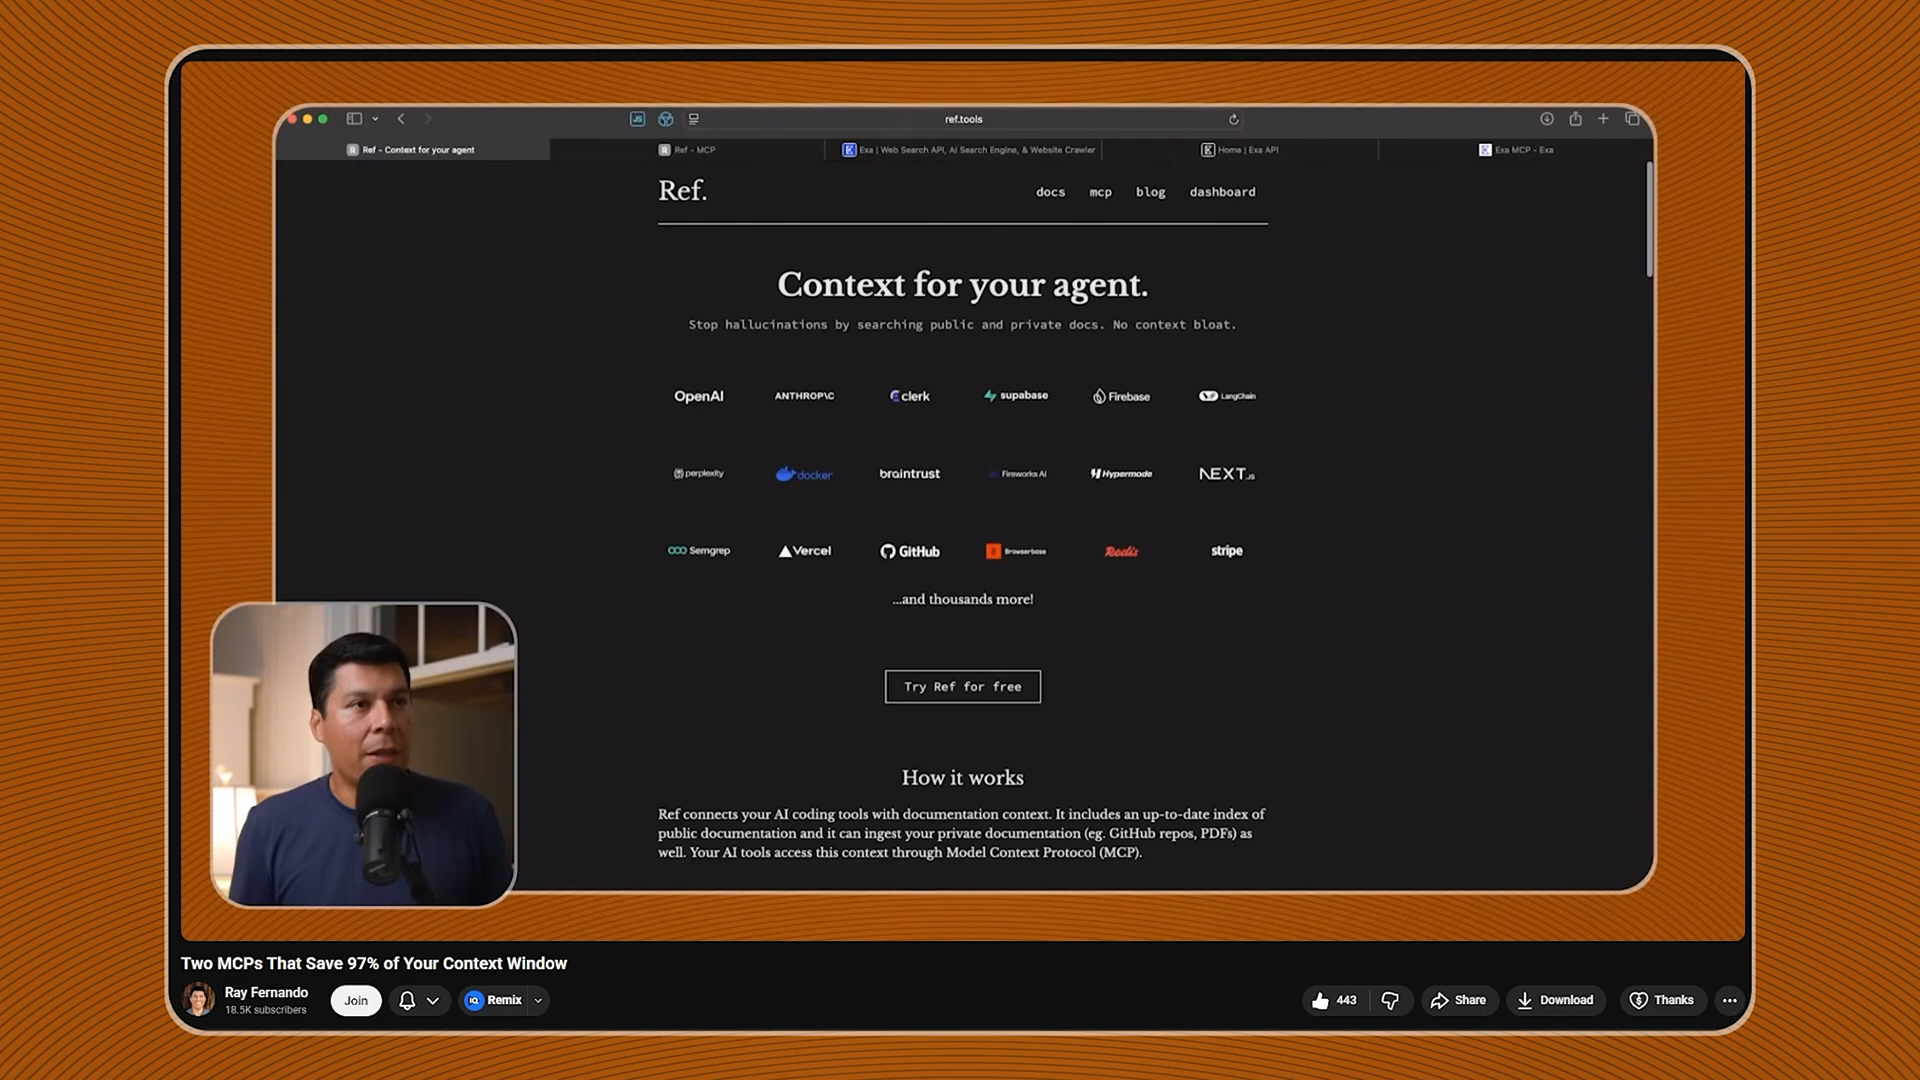 ref.tools
Ref – Context for your agent
Ref – MCP
Exa | Web Search API, AI Search Engine, & Website Crawler
Home | Exa API
Exa MCP - Exa
Ref.
docs mcp blog dashboard
Context for your agent.
Stop hallucinations by searching public and private docs. No context bloat.
OpenAI ANTHROP\C clerk supabase Firebase LangChain
perplexity docker braintrust Fireworks AI Hypermode NEXT.JS
Semgrep Vercel GitHub Browserbase Redis stripe
...and thousands more!
Try Ref for free
How it works
Ref connects your AI coding tools with documentation context. It includes an up-to-date index of
public documentation and it can ingest your private documentation (eg. GitHub repos, PDFs) as
well. Your AI tools access this context through Model Context Protocol (MCP).
Two MCPs That Save 97% of Your Context Window
Ray Fernando
18.5K subscribers
Join
IQ Remix
443
Share
Download
Thanks